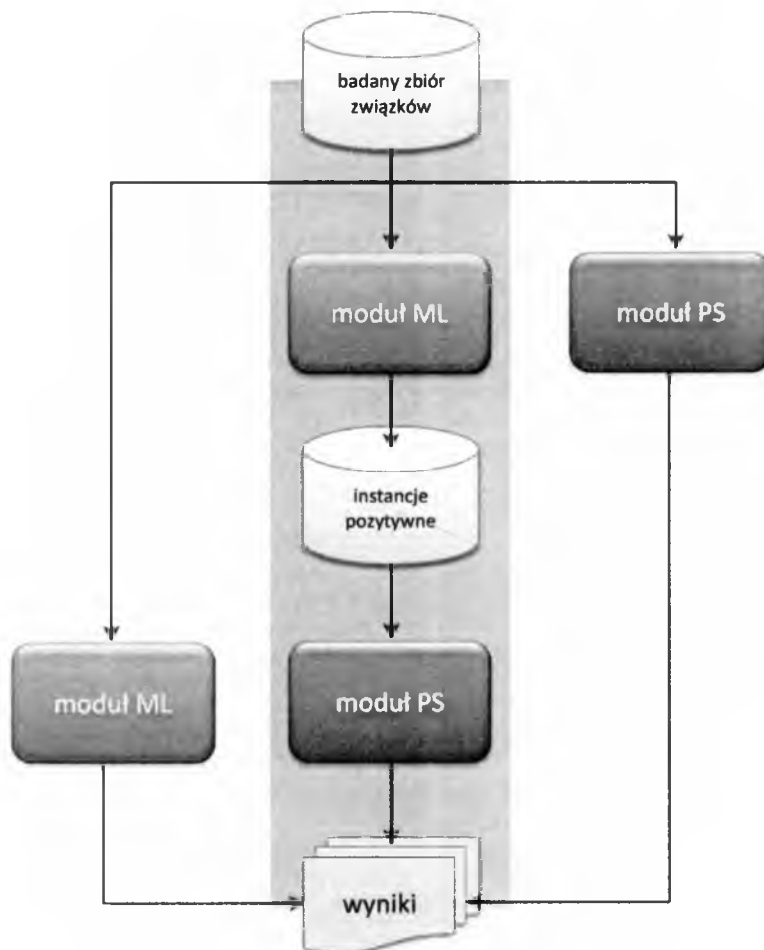 badany zbiór
związków
moduł ML
moduł PS
instancje
pozytywne
moduł ML
moduł PS
wyniki